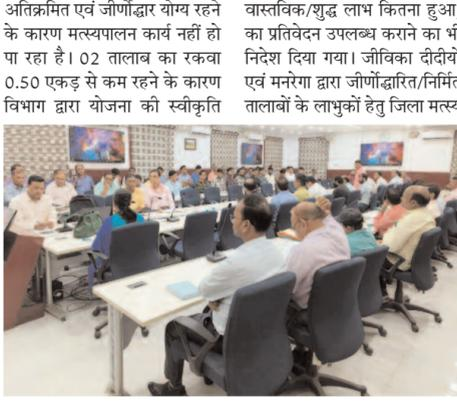 अतिक्रमित एवं जीर्णोद्धार योग्य रहने
के कारण मत्स्यपालन कार्य नहीं हो
पा रहा है। 02 तालाब का रकवा
0.50 एकड़ से कम रहने के कारण
विभाग द्वारा योजना की स्वीकृति
वास्तविक/शुद्ध लाभ कितना हुआ
का प्रतिवेदन उपलब्ध कराने का भी
निदेश दिया गया। जीविका दीदीयो
एवं मनरेगा द्वारा जीर्णोद्धारित/निर्मित
तालाबों के लाभुकों हेतु जिला मत्स्य